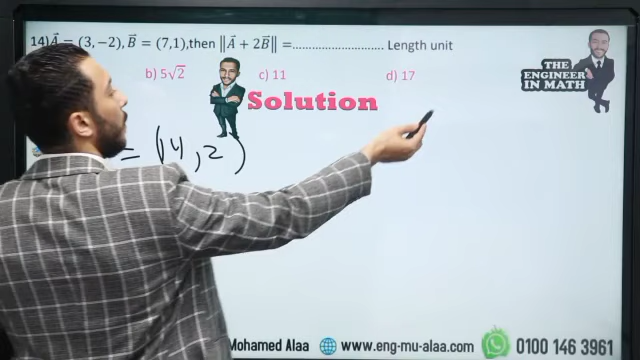 14) A⃗ = (3, −2), B⃗ = (7,1),then ‖A⃗ + 2B⃗‖ =............................ Length unit
b) 5√2 c) 11 d) 17
THE ENGINEER IN MATH
Solution
= (14, 2)
Mohamed Alaa www.eng-mu-alaa.com 0100 146 3961